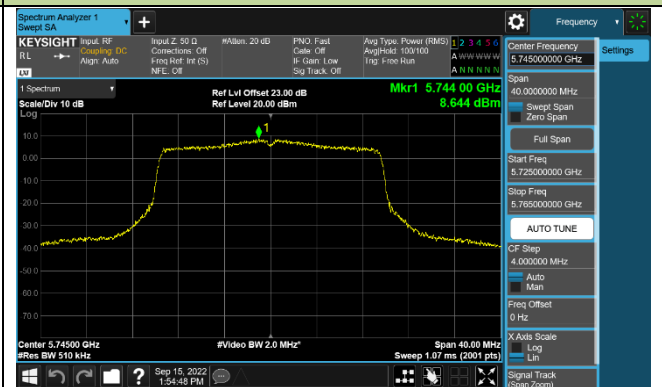 Spectrum Analyzer 1
Swept SA
+
Frequency
KEYSIGHT
RL
LXI
Input: RF
Coupling: DC
Align: Auto
Input Z: 50 Ω
Corrections: Off
Freq Ref: Int (S)
NFE: Off
#Atten: 20 dB
PNO: Fast
Gate: Off
IF Gain: Low
Sig Track: Off
Avg Type: Power (RMS)
Avg|Hold: 100/100
Trig: Free Run
1 2 3 4 5 6
A W W W W W
A N N N N N
1 Spectrum
Scale/Div 10 dB
Log
Ref Lvl Offset 23.00 dB
Ref Level 20.00 dBm
Mkr1 5.744 00 GHz
8.644 dBm
1
10.0
0.00
-10.0
-20.0
-30.0
-40.0
-50.0
-60.0
-70.0
Center 5.74500 GHz
#Res BW 510 kHz
#Video BW 2.0 MHz*
Span 40.00 MHz
Sweep 1.07 ms (2001 pts)
Sep 15, 2022
1:54:48 PM
?
Center Frequency
5.745000000 GHz
Settings
Span
40.0000000 MHz
Swept Span
Zero Span
Full Span
Start Freq
5.725000000 GHz
Stop Freq
5.765000000 GHz
AUTO TUNE
CF Step
4.000000 MHz
Auto
Man
Freq Offset
0 Hz
X Axis Scale
Log
Lin
Signal Track
(Span Zoom)